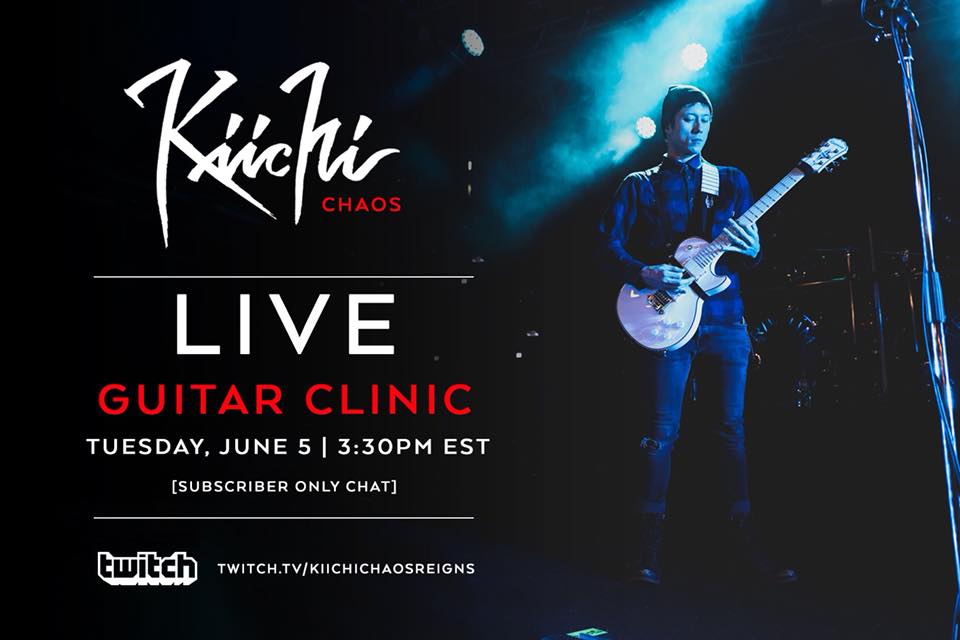 Kiichi
CHAOS
LIVE
GUITAR CLINIC
TUESDAY, JUNE 5 | 3:30PM EST
[SUBSCRIBER ONLY CHAT]
twitch
TWITCH.TV/KIICHICHAOSREIGNS